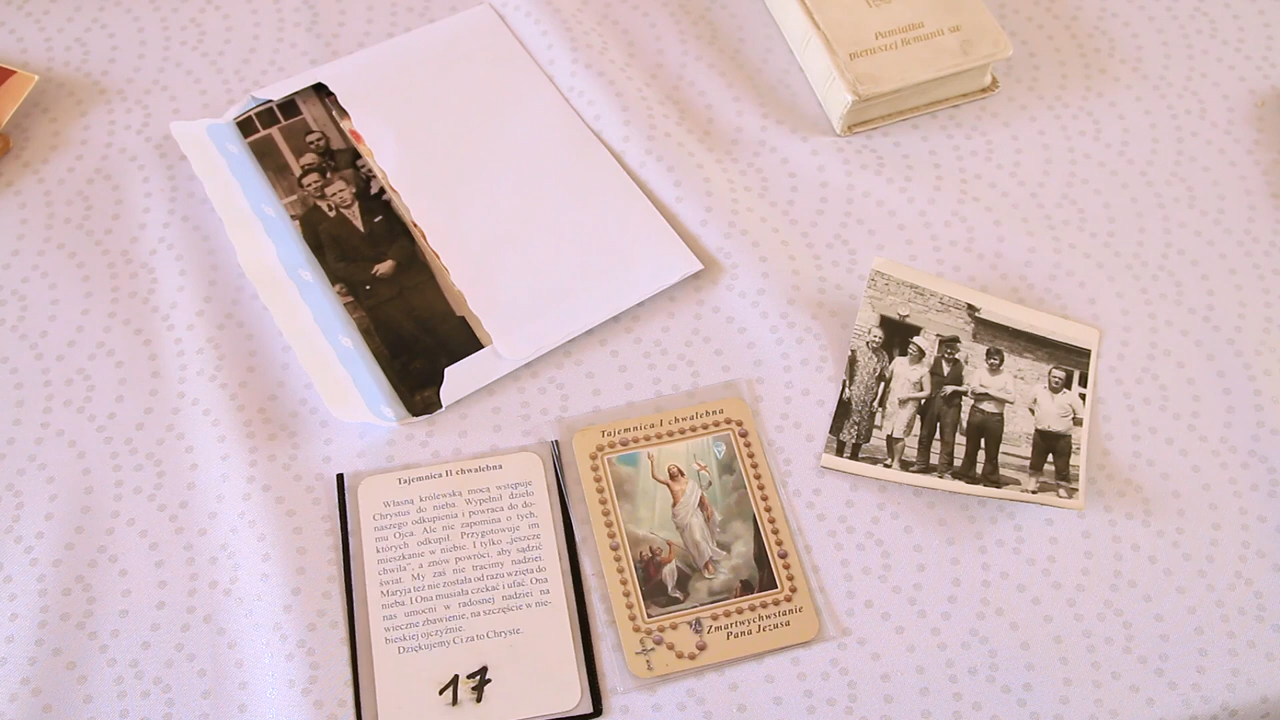 Pamiątka
pierwszej Komunii św
Tajemnica II chwalebna
Własną królewską mocą wstępuje
Chrystus do nieba. Wypełnił dzieło
naszego odkupienia i powraca do do-
mu Ojca. Ale nie zapomina o tych,
których odkupił. Przygotowuje im
mieszkanie w niebie. I tylko „jeszcze
chwila”, a znów powróci, aby sądzić
świat. My zaś nie traćmy nadziei.
Maryja też nie została od razu wzięta do
nieba. I Ona musiała czekać i ufać. Ona
nas umocni w radosnej nadziei na
wieczne zbawienie, na szczęście w nie-
bieskiej ojczyźnie.
Dziękujemy Ci za to Chryste.
17
Tajemnica I chwalebna
Zmartwychwstanie
Pana Jezusa